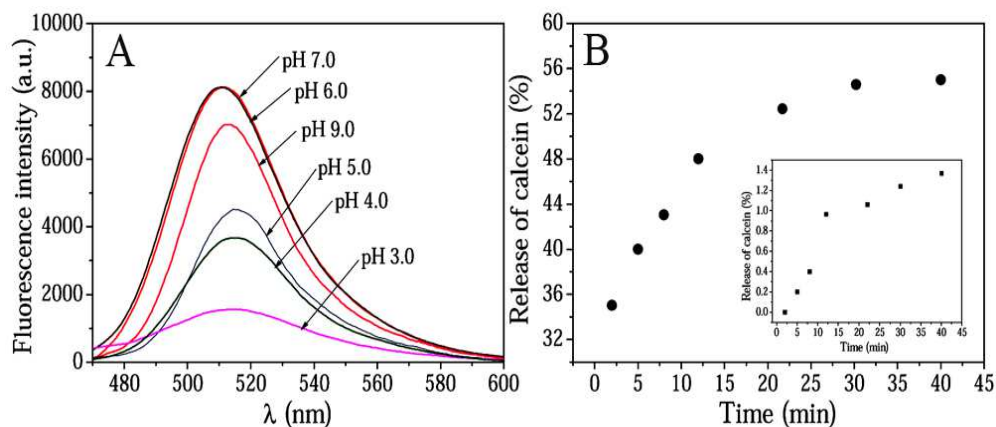 A
Fluorescence intensity (a.u.)
10000
8000
6000
4000
2000
0
pH 7.0
pH 6.0
pH 9.0
pH 5.0
pH 4.0
pH 3.0
480 500 520 540 560 580 600
λ (nm)
B
Release of calcein (%)
60
56
52
48
44
40
36
32
0 5 10 15 20 25 30 35 40 45
Time (min)
Release of calcein (%)
1.4
1.2
1.0
0.8
0.6
0.4
0.2
0.0
0 5 10 15 20 25 30 35 40 45
Time (min)